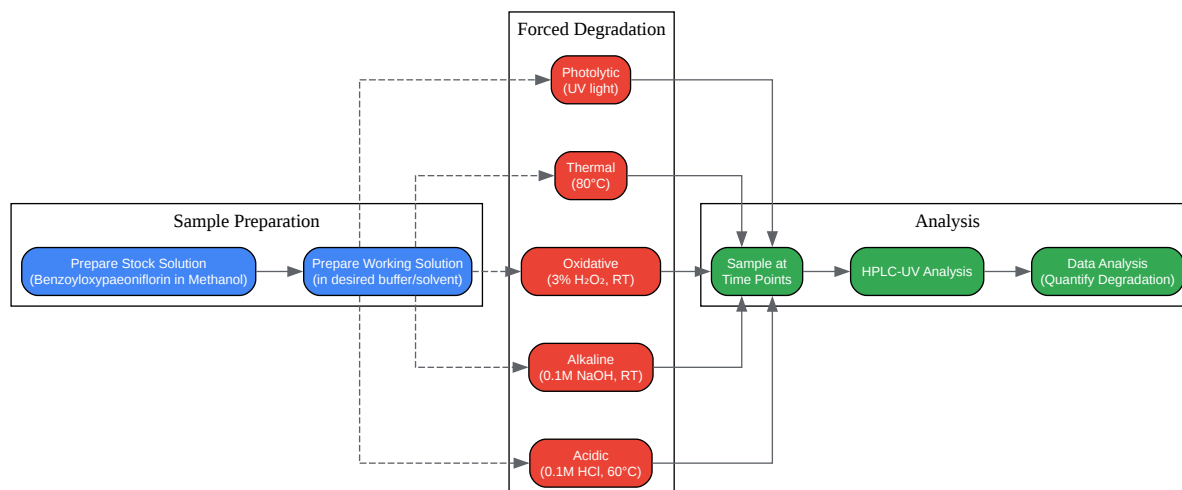 Forced Degradation
Photolytic
(UV light)
Thermal
(80°C)
Sample Preparation
Analysis
Prepare Stock Solution
(Benzoyloxypaeoniflorin in Methanol)
Prepare Working Solution
(in desired buffer/solvent)
Oxidative
(3% H₂O₂, RT)
Sample at
Time Points
HPLC-UV Analysis
Data Analysis
(Quantify Degradation)
Alkaline
(0.1M NaOH, RT)
Acidic
(0.1M HCl, 60°C)